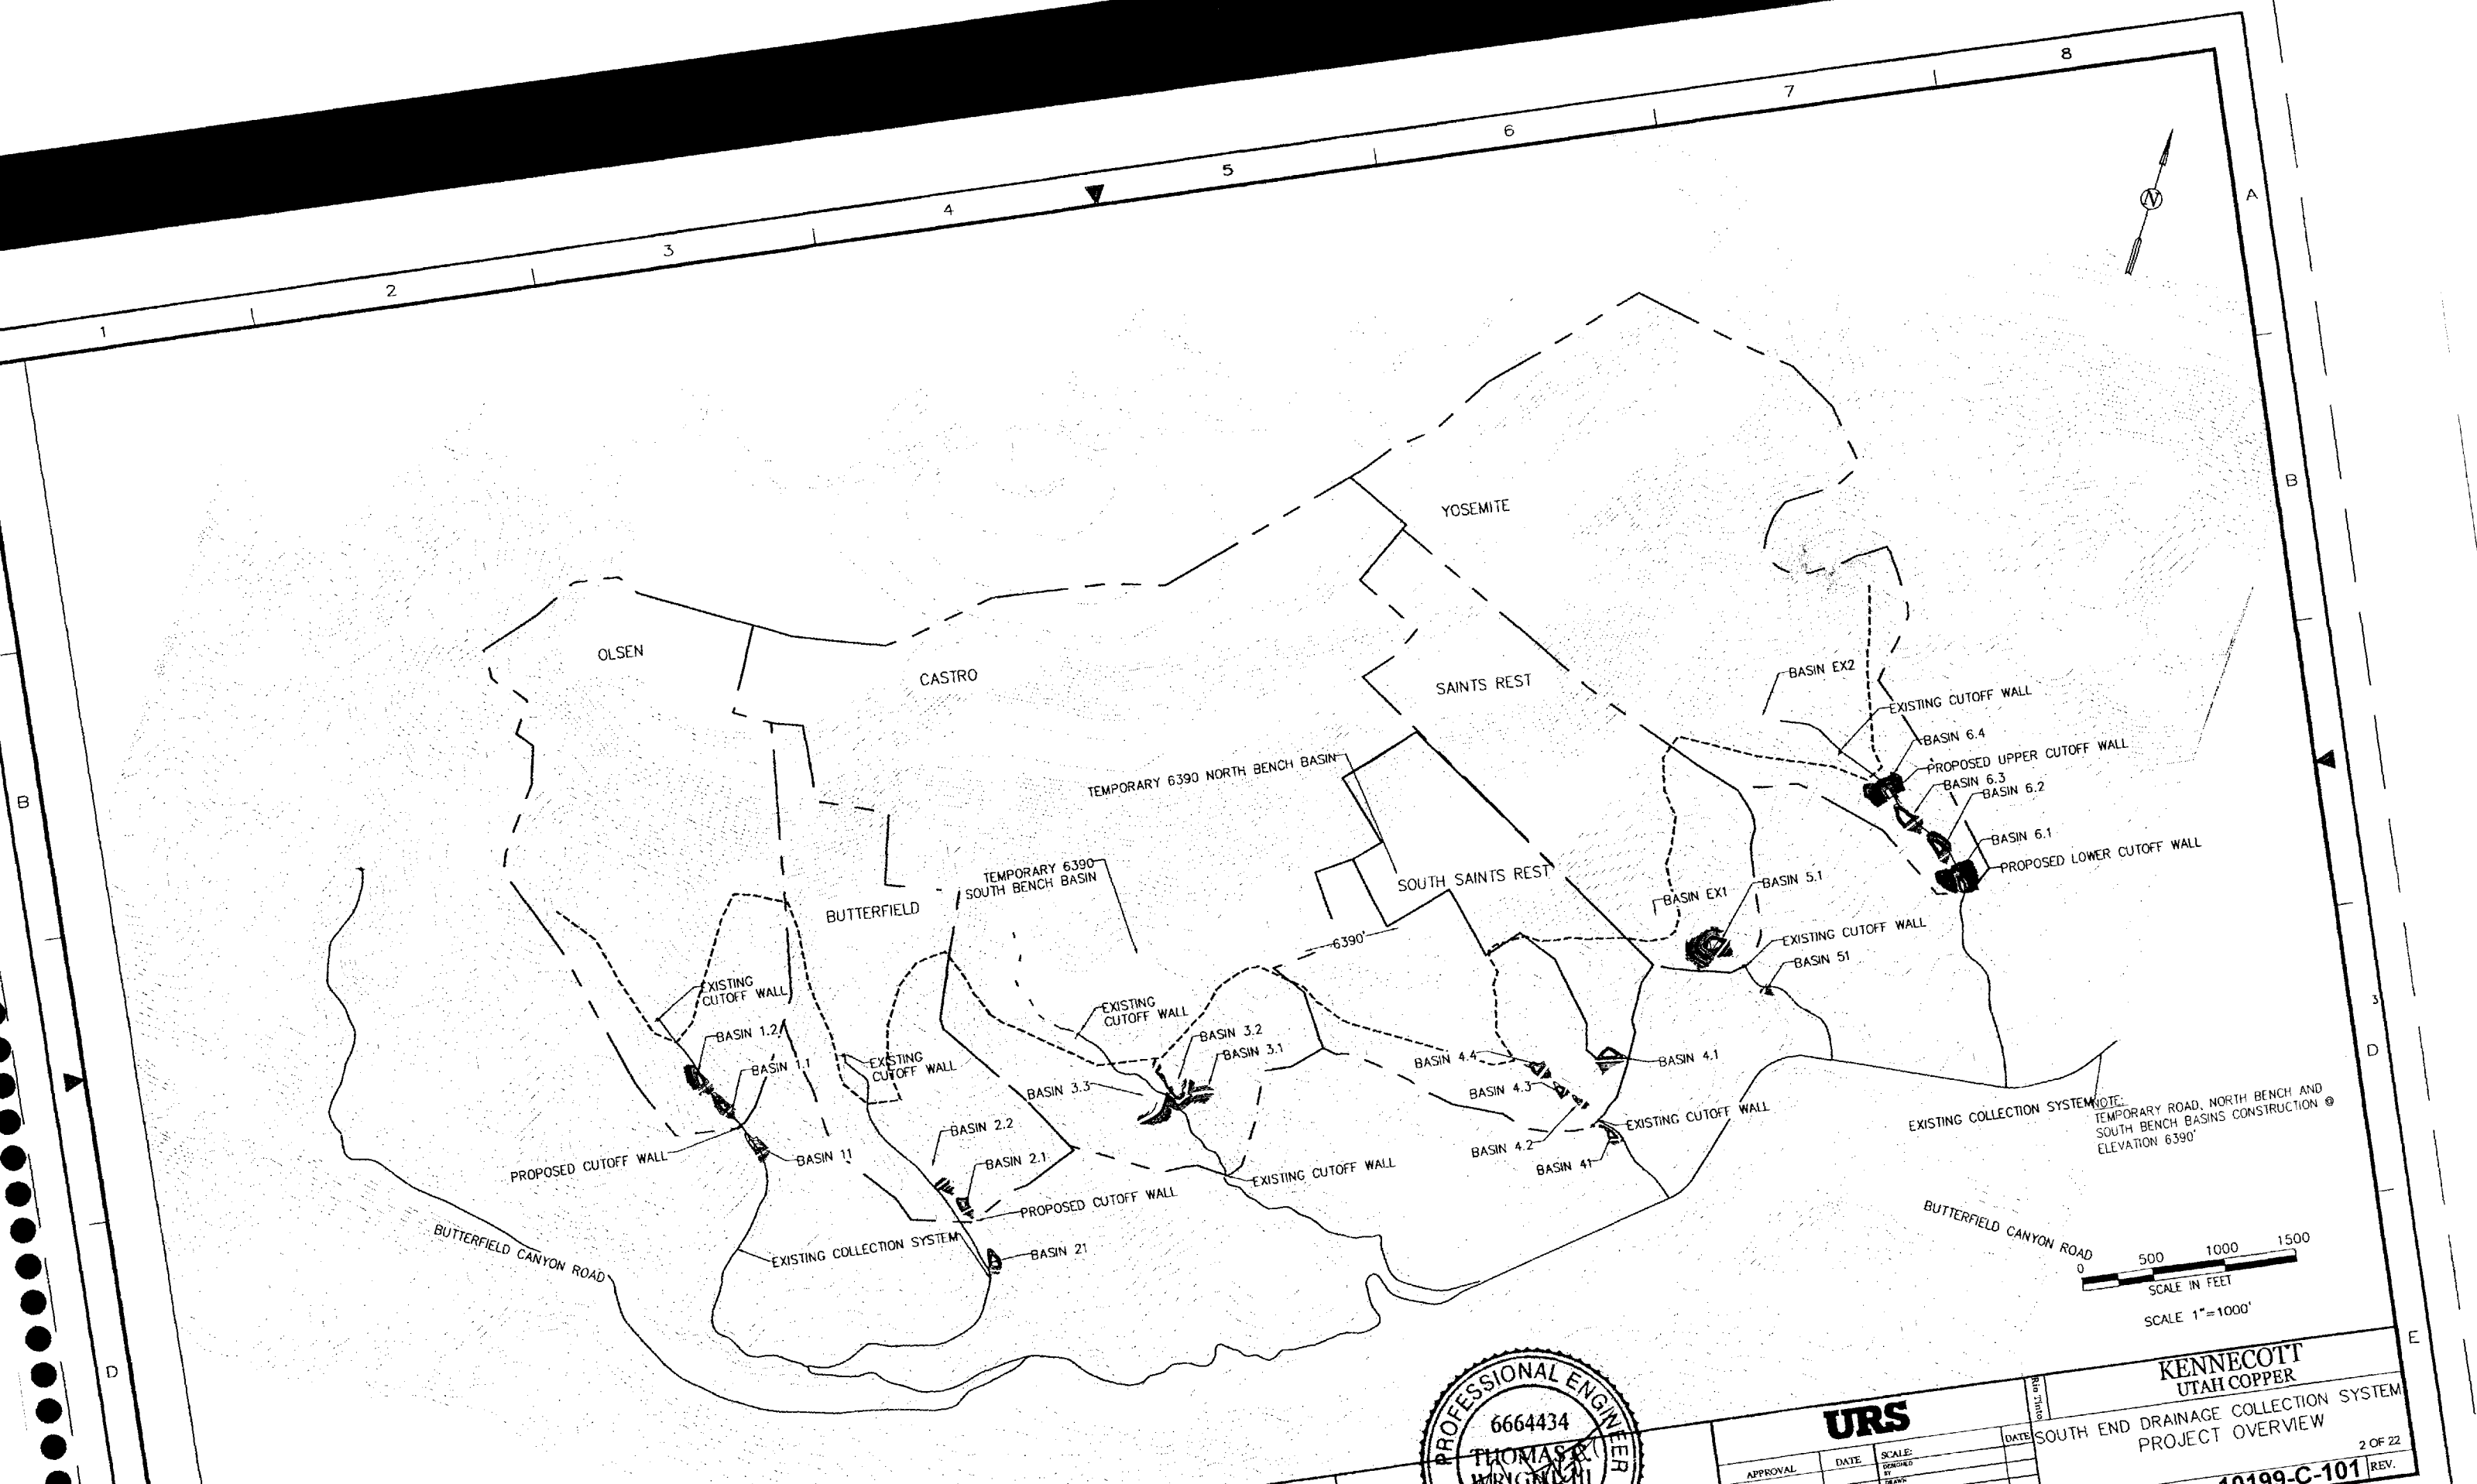 1
2
3
4
5
6
7
8
A
B
B
3
D
D
E
N
YOSEMITE
OLSEN
CASTRO
SAINTS REST
BASIN EX2
EXISTING CUTOFF WALL
BASIN 6.4
PROPOSED UPPER CUTOFF WALL
BASIN 6.3
BASIN 6.2
BASIN 6.1
PROPOSED LOWER CUTOFF WALL
TEMPORARY 6390 NORTH BENCH BASIN
TEMPORARY 6390
SOUTH BENCH BASIN
SOUTH SAINTS REST
BUTTERFIELD
6390'
BASIN EX1
BASIN 5.1
EXISTING CUTOFF WALL
BASIN 51
EXISTING
CUTOFF WALL
BASIN 1.2
BASIN 1.1
EXISTING
CUTOFF WALL
EXISTING
CUTOFF WALL
BASIN 3.2
BASIN 3.1
BASIN 3.3
BASIN 4.4
BASIN 4.3
BASIN 4.1
EXISTING CUTOFF WALL
BASIN 4.2
BASIN 41
BASIN 2.2
BASIN 2.1
PROPOSED CUTOFF WALL
BASIN 11
EXISTING CUTOFF WALL
PROPOSED CUTOFF WALL
EXISTING COLLECTION SYSTEM
BASIN 21
BUTTERFIELD CANYON ROAD
EXISTING COLLECTION SYSTEM
NOTE:
TEMPORARY ROAD, NORTH BENCH AND
SOUTH BENCH BASINS CONSTRUCTION @
ELEVATION 6390'
BUTTERFIELD CANYON ROAD
0 500 1000 1500
SCALE IN FEET
SCALE 1"=1000'
PROFESSIONAL ENGINEER
6664434
THOMAS R.
URS
APPROVAL
DATE
SCALE:
DESIGNED
BY
DRAWN
DATE
Rio Tinto
KENNECOTT
UTAH COPPER
SOUTH END DRAINAGE COLLECTION SYSTEM
PROJECT OVERVIEW
2 OF 22
REV.